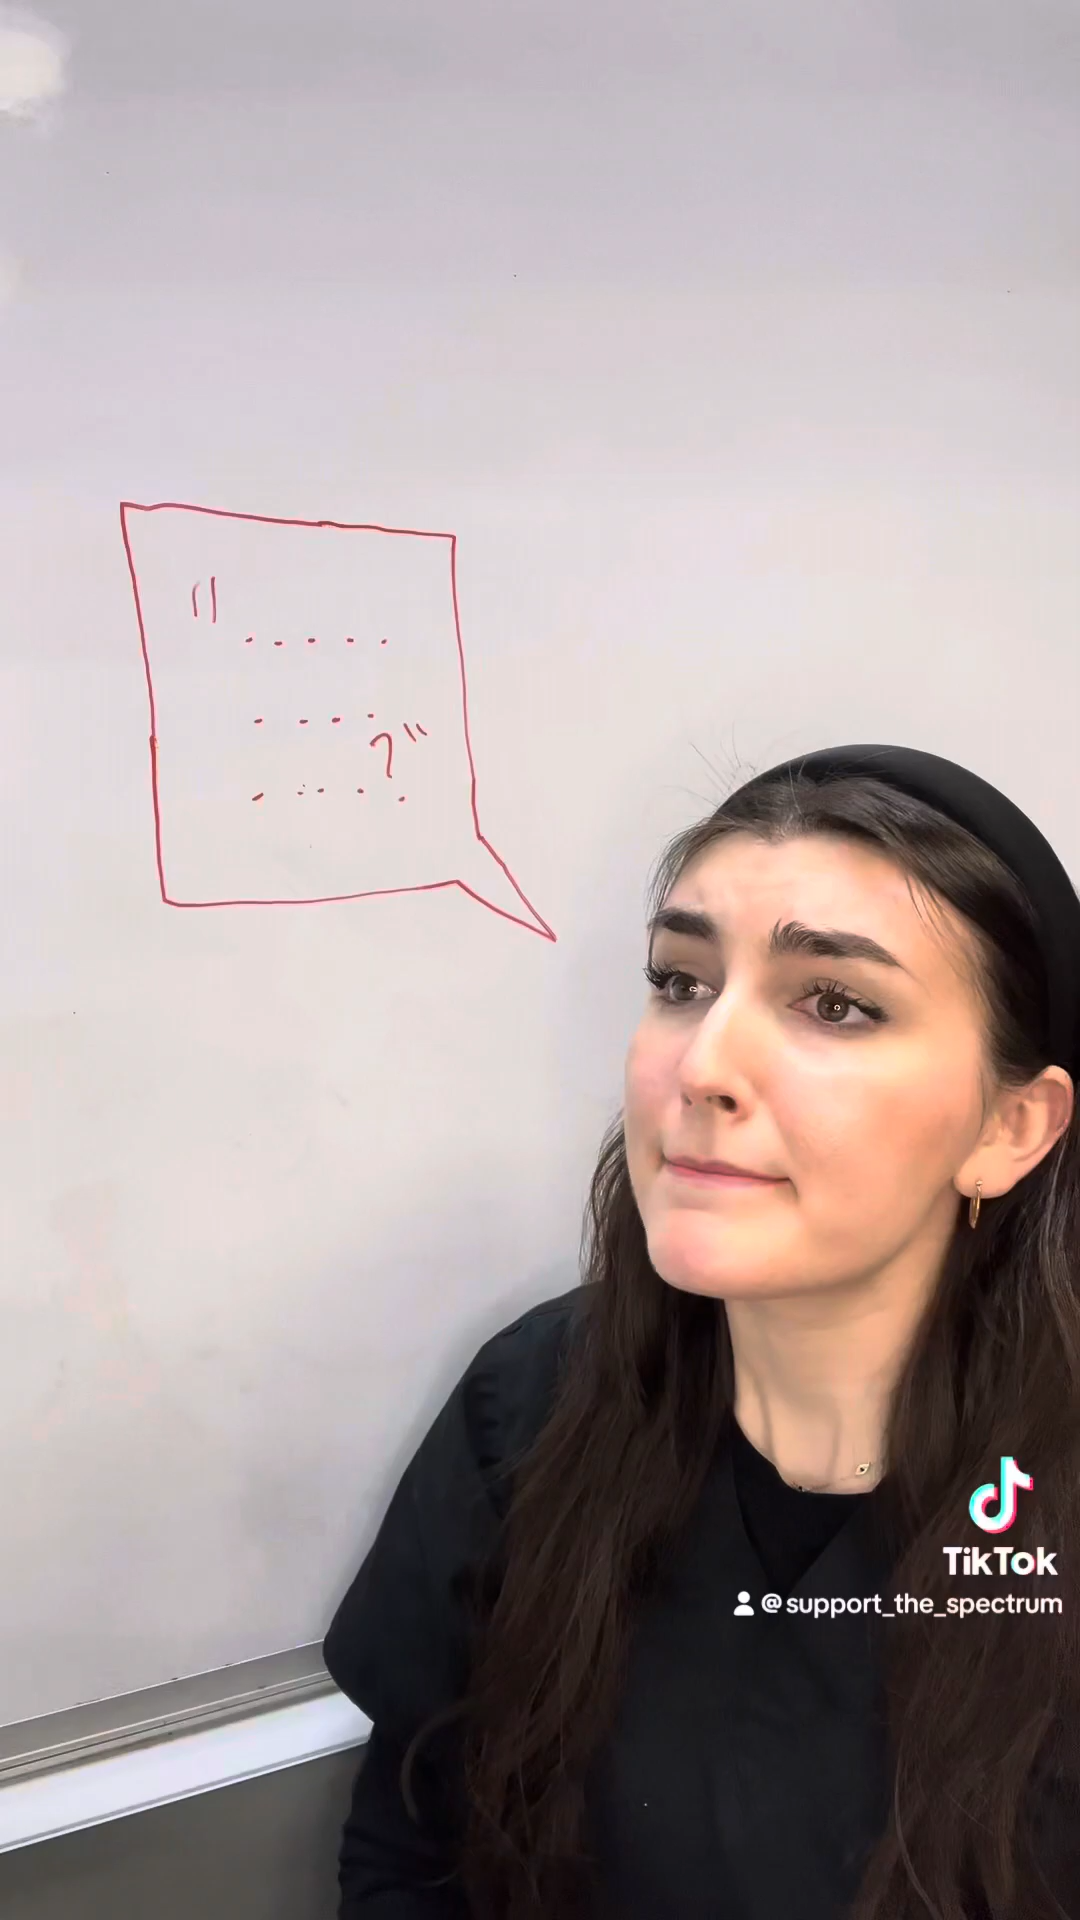 "
.....
....
?"
.....
TikTok
@support_the_spectrum